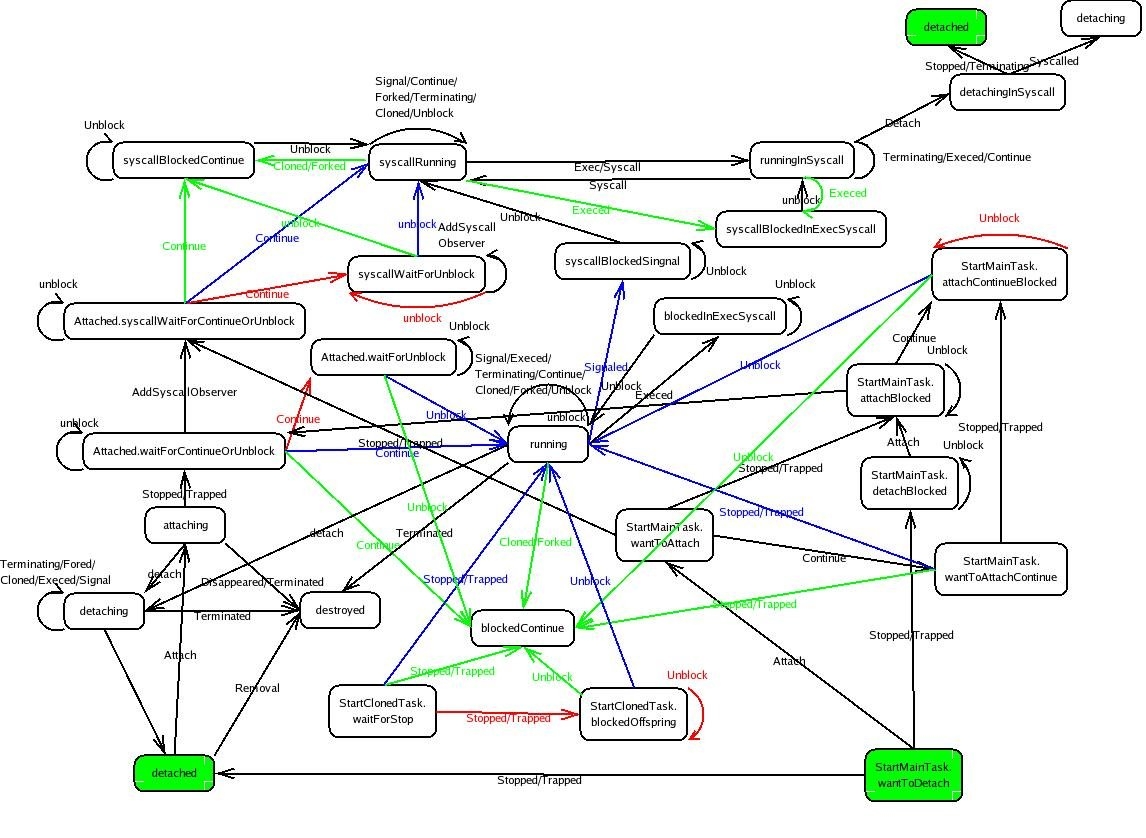 detached
detaching
Stopped/Terminating
Syscalled
detachingInSyscall
Signal/Continue/
Forked/Terminating/
Cloned/Unblock
Unblock
Detach
syscallBlockedContinue
Unblock
Cloned/Forked
syscallRunning
Exec/Syscall
Syscall
runningInSyscall
Terminating/Execed/Continue
Execed
unblock
Execed
syscallBlockedInExecSyscall
Unblock
Continue
Continue
unblock
unblock
AddSyscall
Observer
Unblock
syscallBlockedSingnal
Unblock
StartMainTask.
attachContinueBlocked
syscallWaitForUnblock
Continue
unblock
unblock
Attached.syscallWaitForContinueOrUnblock
Unblock
blockedInExecSyscall
Unblock
Attached.waitForUnblock
Signal/Execed/
Terminating/Continue/
Cloned/Forked/Unblock
Signaled
Unblock
Execed
Unblock
Continue
Unblock
StartMainTask.
attachBlocked
AddSyscallObserver
Continue
Unblock
unblock
unblock
Stopped/Trapped
Attached.waitForContinueOrUnblock
Stopped/Trapped
Continue
running
Attach
Unblock
Unblock
Stopped/Trapped
StartMainTask.
detachBlocked
Stopped/Trapped
attaching
Unblock
Stopped/Trapped
detach
Terminated
Continue
Cloned/Forked
StartMainTask.
wantToAttach
Continue
StartMainTask.
wantToAttachContinue
Terminating/Fored/
Cloned/Execed/Signal
detach
Disappeared/Terminated
Stopped/Trapped
Unblock
detaching
Terminated
destroyed
Stopped/Trapped
blockedContinue
Stopped/Trapped
Attach
Attach
Removal
Stopped/Trapped
Unblock
Unblock
StartClonedTask.
waitForStop
Stopped/Trapped
StartClonedTask.
blockedOffspring
detached
Stopped/Trapped
StartMainTask.
wantToDetach